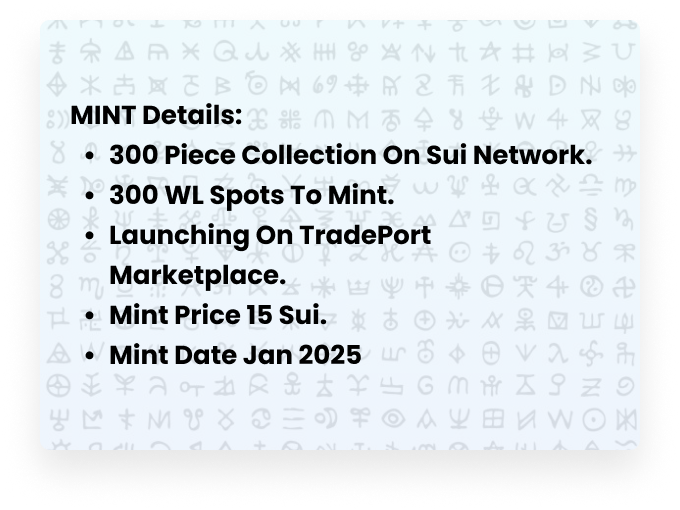 MINT Details:
• 300 Piece Collection On Sui Network.
• 300 WL Spots To Mint.
• Launching On TradePort
Marketplace.
• Mint Price 15 Sui.
• Mint Date Jan 2025